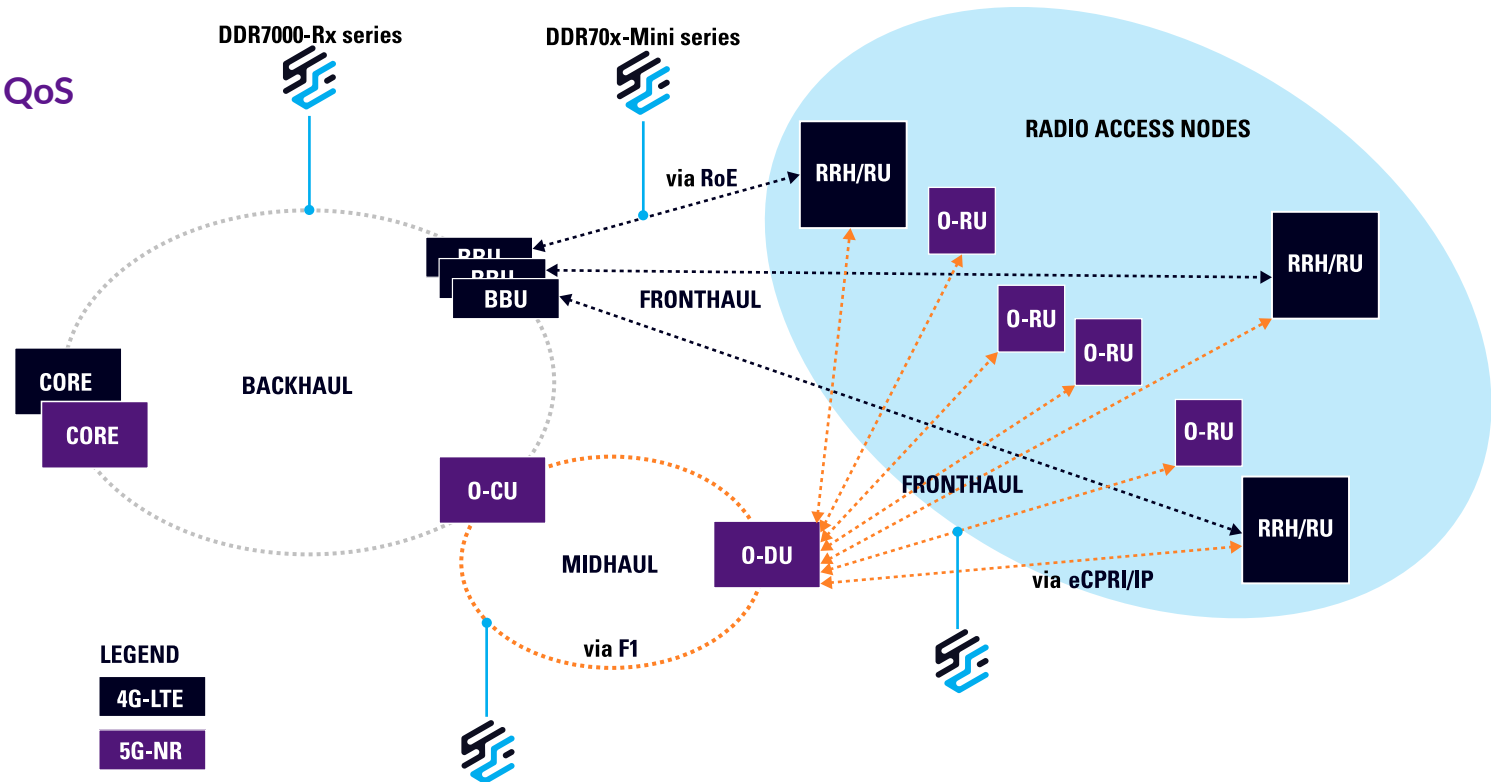 DDR7000-Rx series
DDR70x-Mini series
QoS
RADIO ACCESS NODES
via RoE
RRH/RU
O-RU
RRH/RU
BBU
BBU
BBU
FRONTHAUL
O-RU
O-RU
CORE
CORE
BACKHAUL
O-RU
O-CU
FRONTHAUL
RRH/RU
MIDHAUL
O-DU
via eCPRI/IP
via F1
LEGEND
4G-LTE
5G-NR